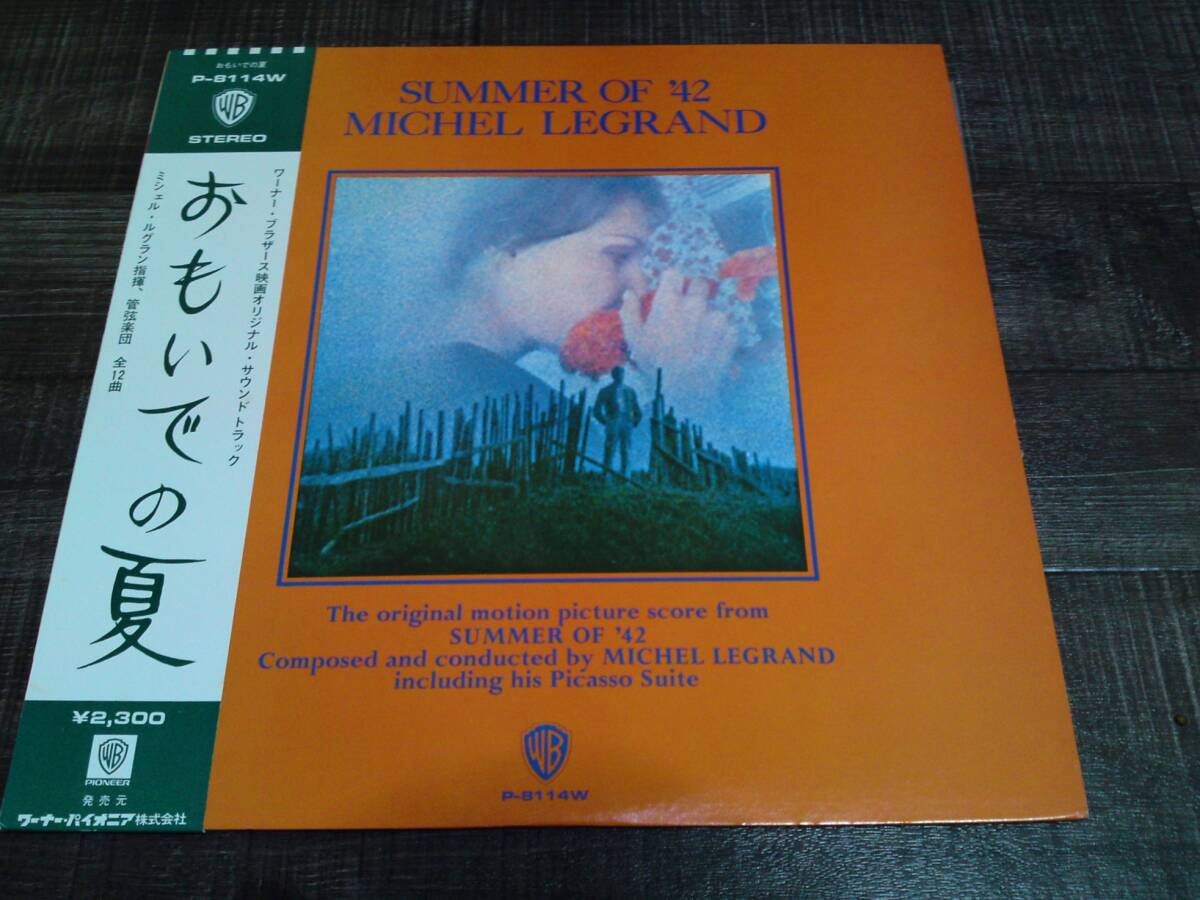 おもいでの夏
P-8114W
WB
STEREO
ワーナー・ブラザース映画オリジナル・サウンドトラック
おもいでの夏
ミシェル・ルグラン指揮、管弦楽団 全12曲
¥2,300
WB
PIONEER
発売元
ワーナー・パイオニア株式会社
SUMMER OF '42
MICHEL LEGRAND
The original motion picture score from
SUMMER OF '42
Composed and conducted by MICHEL LEGRAND
including his Picasso Suite
WB
P-8114W